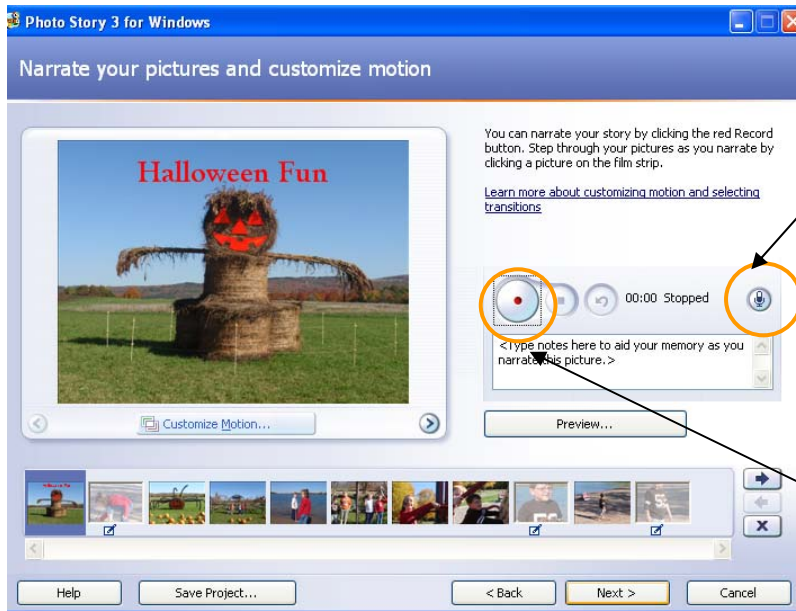 Photo Story 3 for Windows
Narrate your pictures and customize motion
Halloween Fun
Customize Motion...
You can narrate your story by clicking the red Record
button. Step through your pictures as you narrate by
clicking a picture on the film strip.
Learn more about customizing motion and selecting
transitions
00:00 Stopped
<Type notes here to aid your memory as you
narrate this picture.>
Preview...
Help
Save Project...
< Back
Next >
Cancel